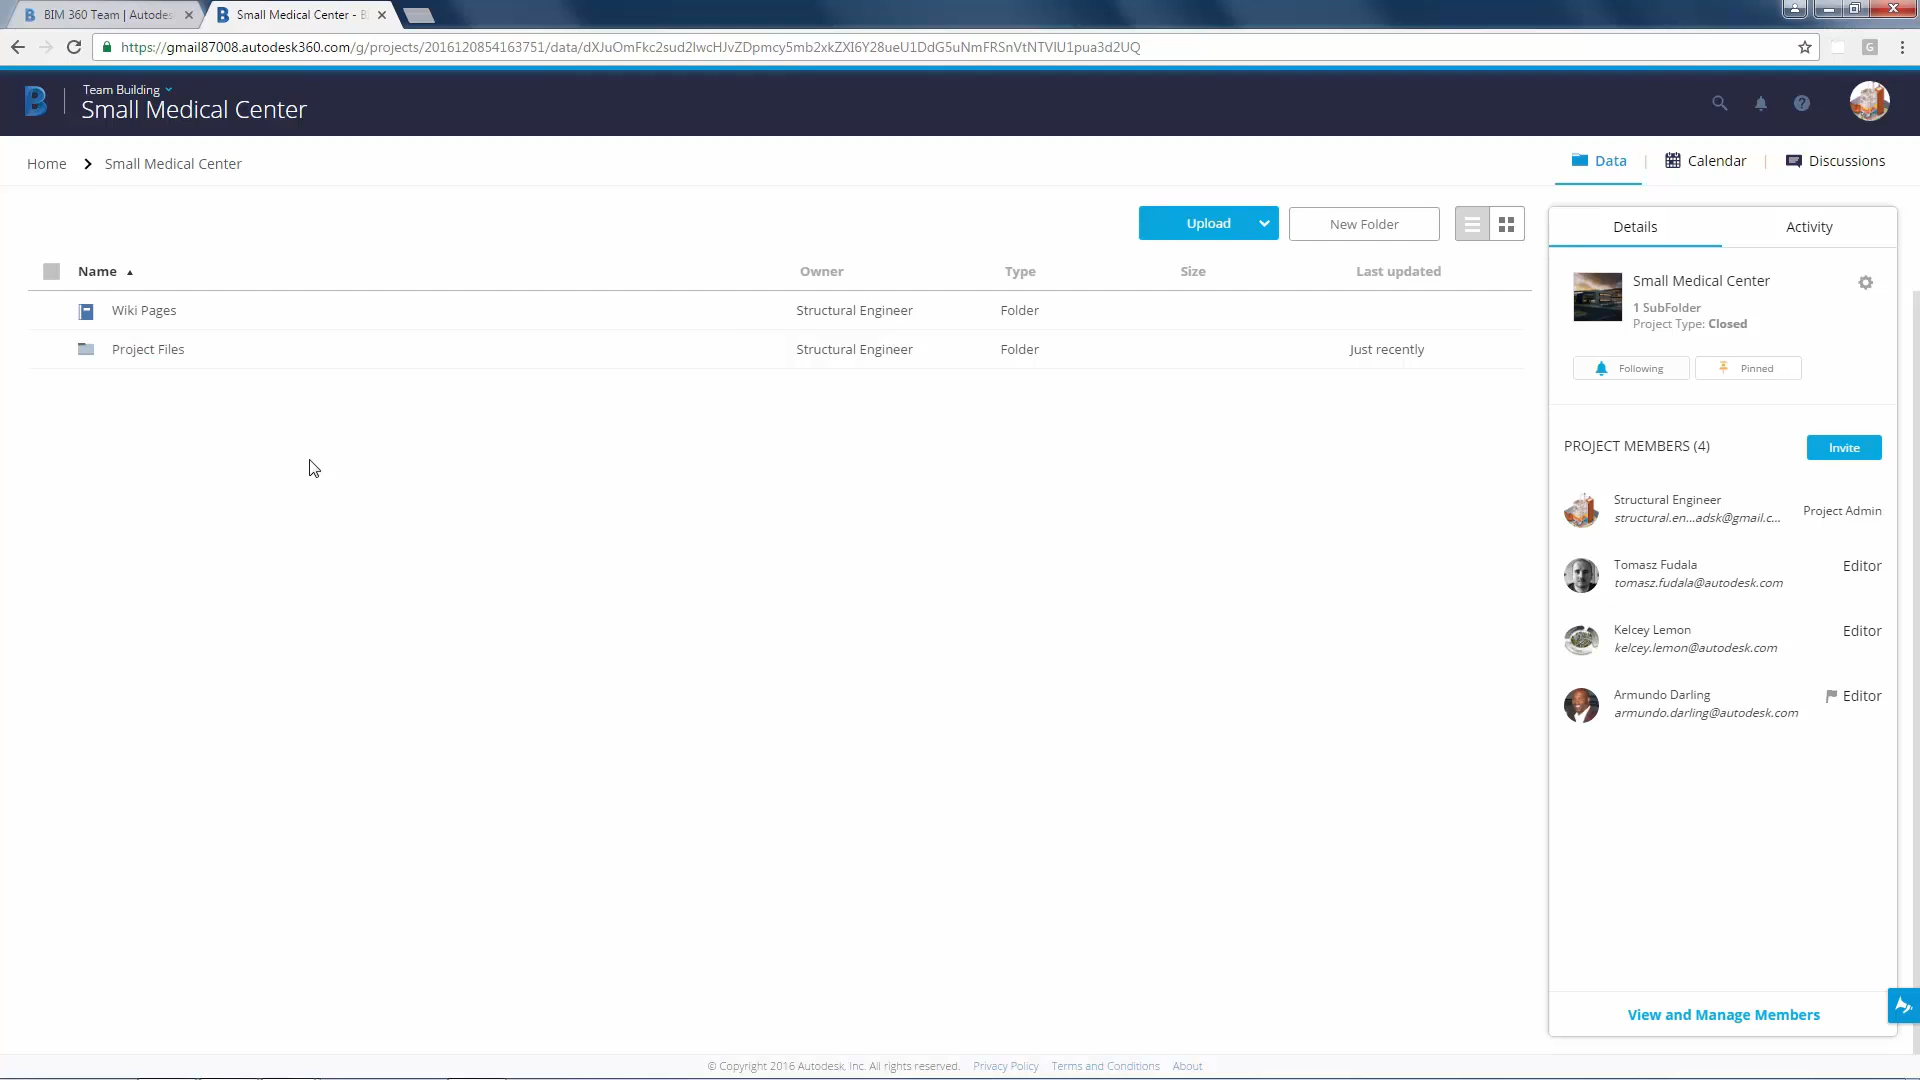 BIM 360 Team | Autodes
Small Medical Center - B
https://gmail87008.autodesk360.com/g/projects/2016120854163751/data/dXJuOmFkc2sud2lwcHJvZDpmcy5mb2xkZXI6Y28ueU1DdG5uNmFRSnVtNTVIU1pua3d2UQ
Team Building
Small Medical Center
Home > Small Medical Center
Data | Calendar | Discussions
Upload
New Folder
Name Owner Type Size Last updated
Wiki Pages Structural Engineer Folder
Project Files Structural Engineer Folder Just recently
Details Activity
Small Medical Center
1 SubFolder
Project Type: Closed
Following Pinned
PROJECT MEMBERS (4) Invite
Structural Engineer
structural.en...adsk@gmail.c...
Project Admin
Tomasz Fudala
tomasz.fudala@autodesk.com
Editor
Kelcey Lemon
kelcey.lemon@autodesk.com
Editor
Armundo Darling
armundo.darling@autodesk.com
Editor
View and Manage Members
© Copyright 2016 Autodesk, Inc. All rights reserved. Privacy Policy Terms and Conditions About